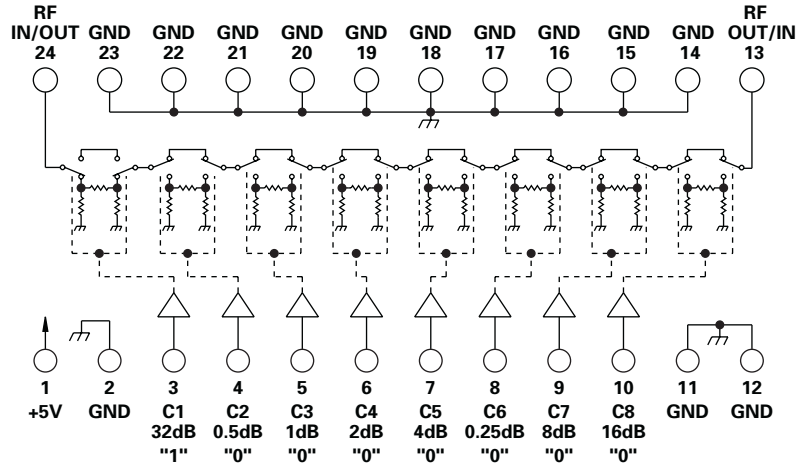 RF RF
IN/OUT GND GND GND GND GND GND GND GND GND GND OUT/IN
24 23 22 21 20 19 18 17 16 15 14 13
1 2 3 4 5 6 7 8 9 10 11 12
+5V GND C1 C2 C3 C4 C5 C6 C7 C8 GND GND
32dB 0.5dB 1dB 2dB 4dB 0.25dB 8dB 16dB
"1" "0" "0" "0" "0" "0" "0" "0"